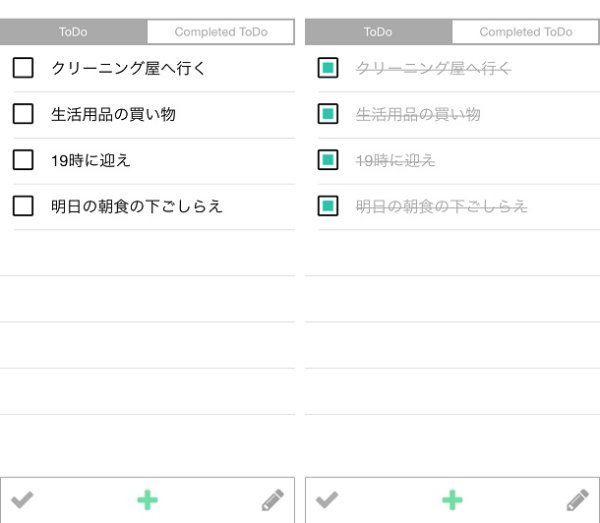 ToDo
Completed ToDo
クリーニング屋へ行く
生活用品の買い物
19時に迎え
明日の朝食の下ごしらえ
ToDo
Completed ToDo
クリーニング屋へ行く
生活用品の買い物
19時に迎え
明日の朝食の下ごしらえ